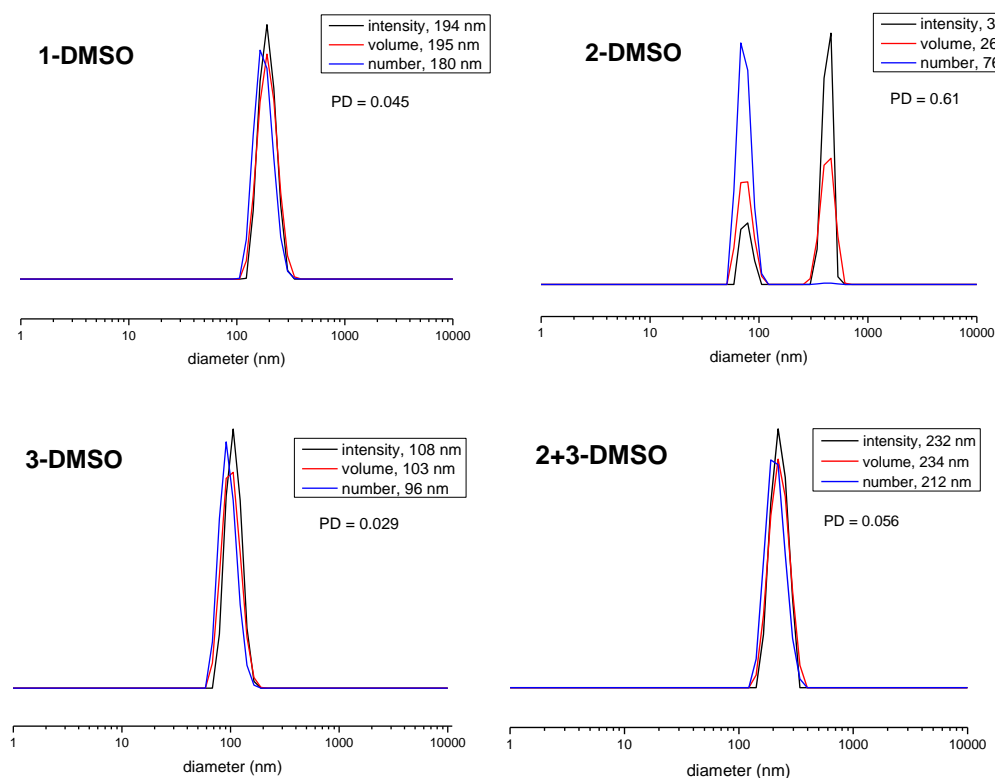 1-DMSO
intensity, 194 nm
volume, 195 nm
number, 180 nm
PD = 0.045
1 10 100 1000 10000
diameter (nm)
2-DMSO
intensity, 3
volume, 26
number, 76
PD = 0.61
1 10 100 1000 10000
diameter (nm)
3-DMSO
intensity, 108 nm
volume, 103 nm
number, 96 nm
PD = 0.029
1 10 100 1000 10000
diameter (nm)
2+3-DMSO
intensity, 232 nm
volume, 234 nm
number, 212 nm
PD = 0.056
1 10 100 1000 10000
diameter (nm)